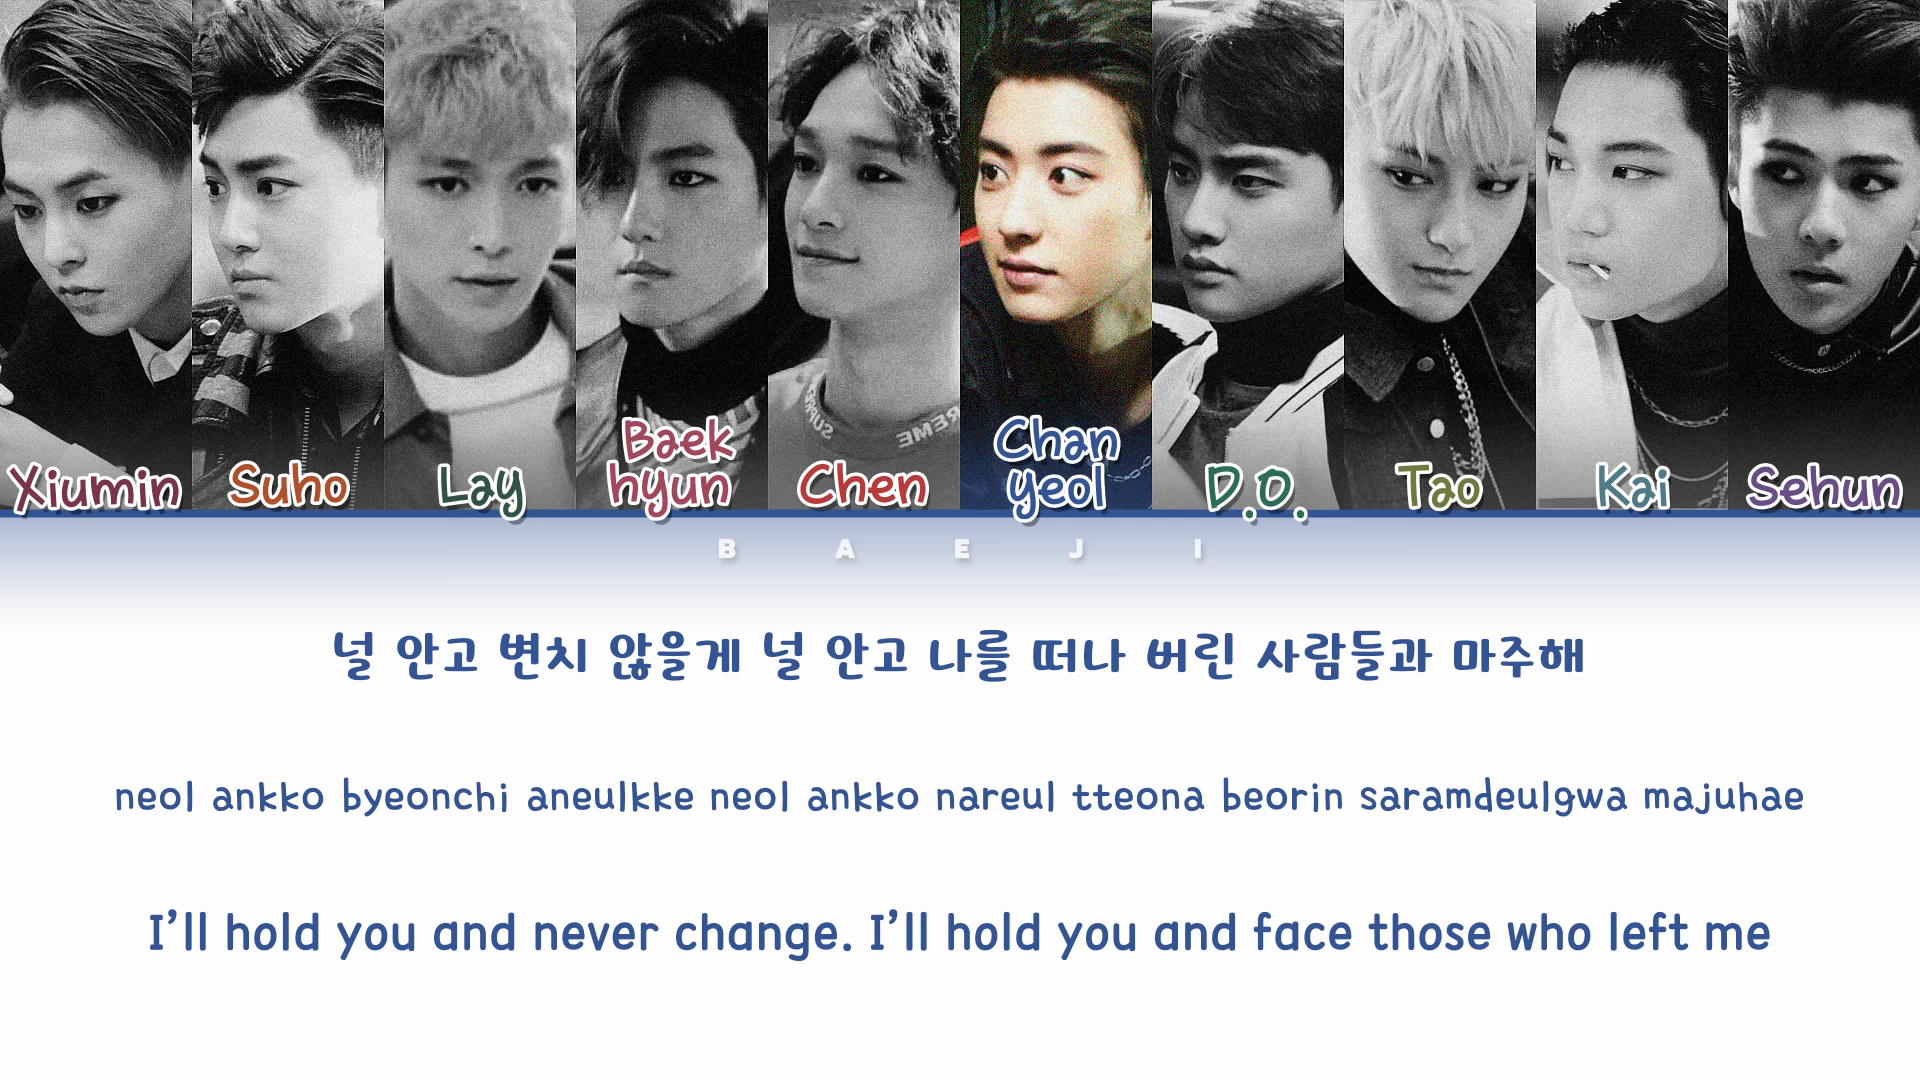 Xiumin
Suho
Lay
Baek
hyun
Chen
Chan
yeol
D.O.
Tao
Kai
Sehun
SUPREME
BAEJI
널 안고 변치 않을게 널 안고 나를 떠나 버린 사람들과 마주해
neol ankko byeonchi aneulkke neol ankko nareul tteona beorin saramdeulgwa majuhae
I'll hold you and never change. I'll hold you and face those who left me